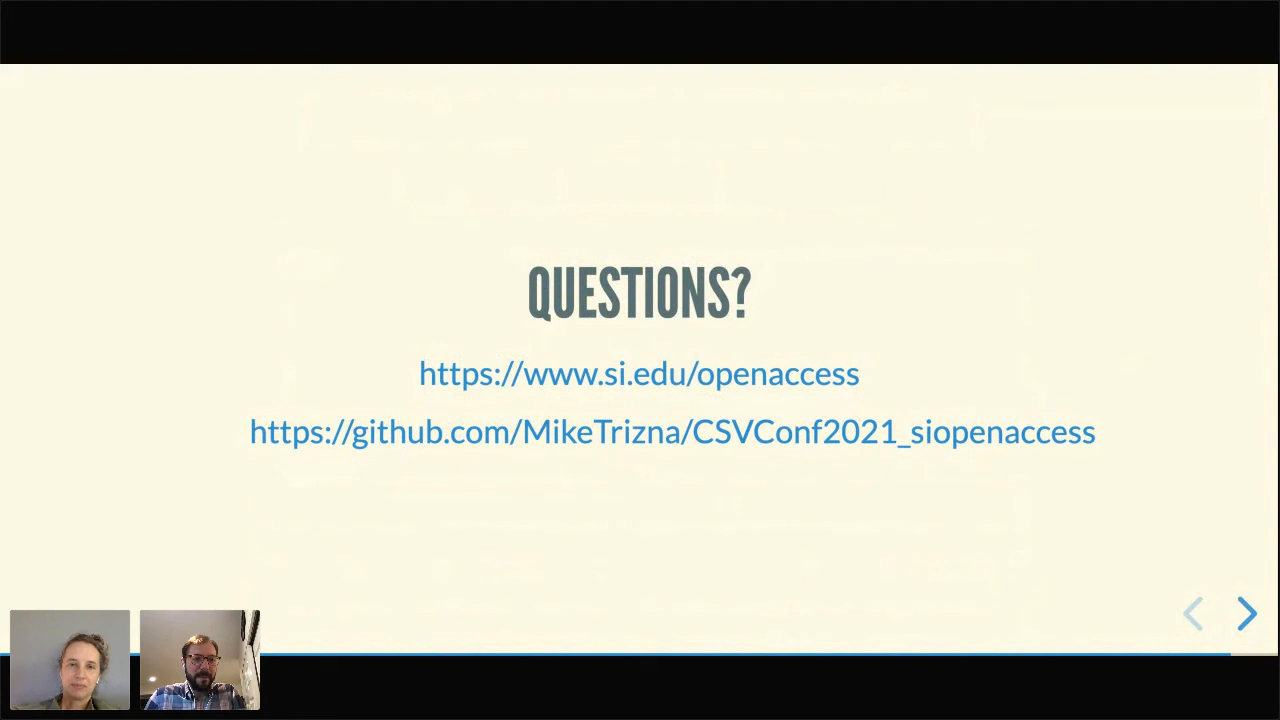 QUESTIONS?
https://www.si.edu/openaccess
https://github.com/MikeTrizna/CSVConf2021_siopenaccess